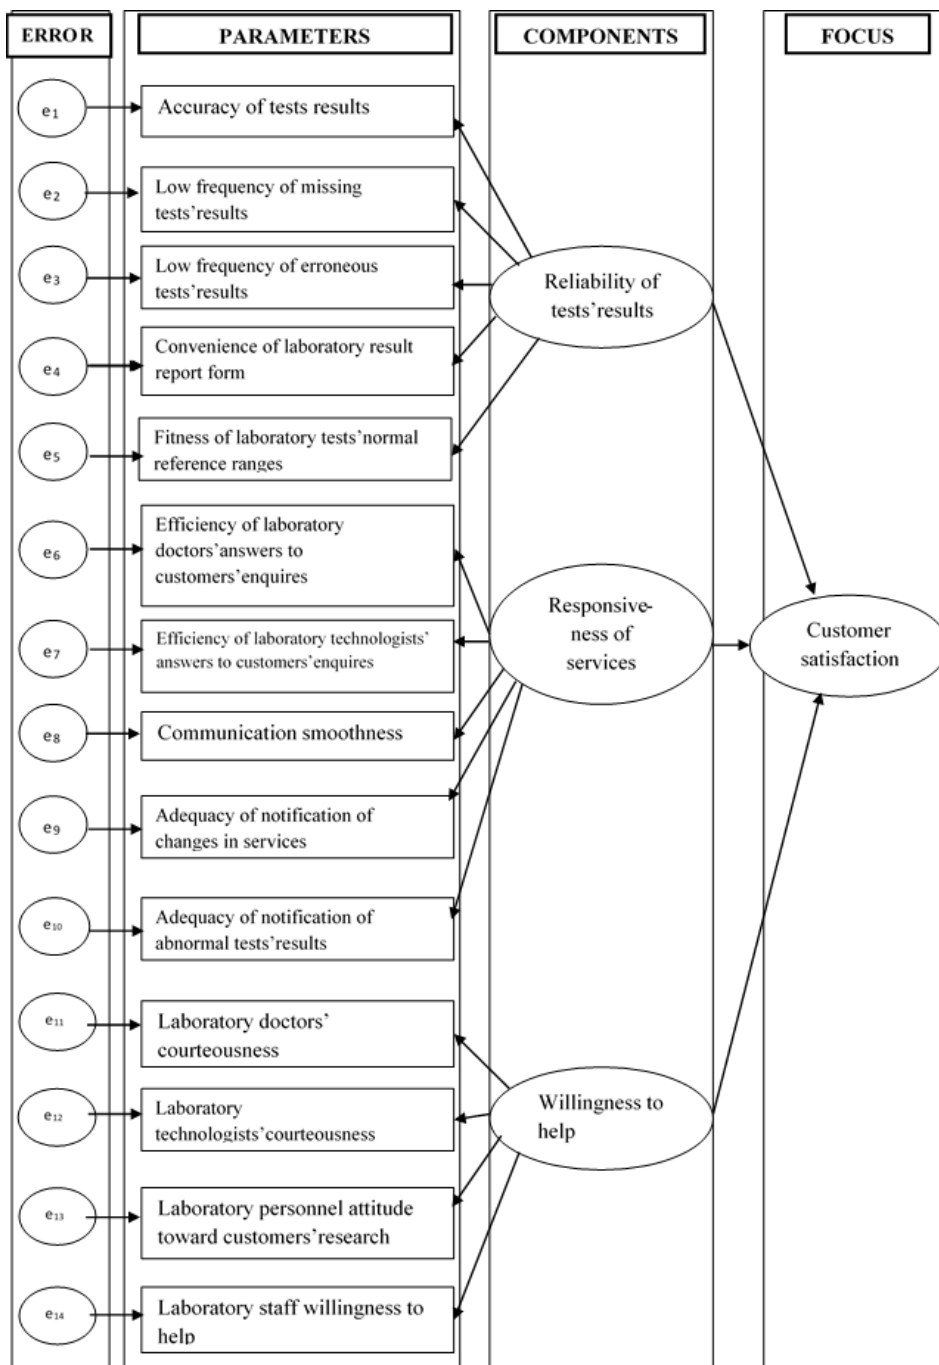 ERROR
PARAMETERS
COMPONENTS
FOCUS
e1
Accuracy of tests results
e2
Low frequency of missing
tests'results
e3
Low frequency of erroneous
tests'results
Reliability of
tests'results
e4
Convenience of laboratory result
report form
e5
Fitness of laboratory tests'normal
reference ranges
e6
Efficiency of laboratory
doctors'answers to
customers'enquires
Responsive-
ness of
services
e7
Efficiency of laboratory technologists'
answers to customers'enquires
Customer
satisfaction
e8
Communication smoothness
e9
Adequacy of notification of
changes in services
e10
Adequacy of notification of
abnormal tests'results
e11
Laboratory doctors'
courteousness
e12
Laboratory
technologists'courteousness
Willingness to
help
e13
Laboratory personnel attitude
toward customers'research
e14
Laboratory staff willingness to
help